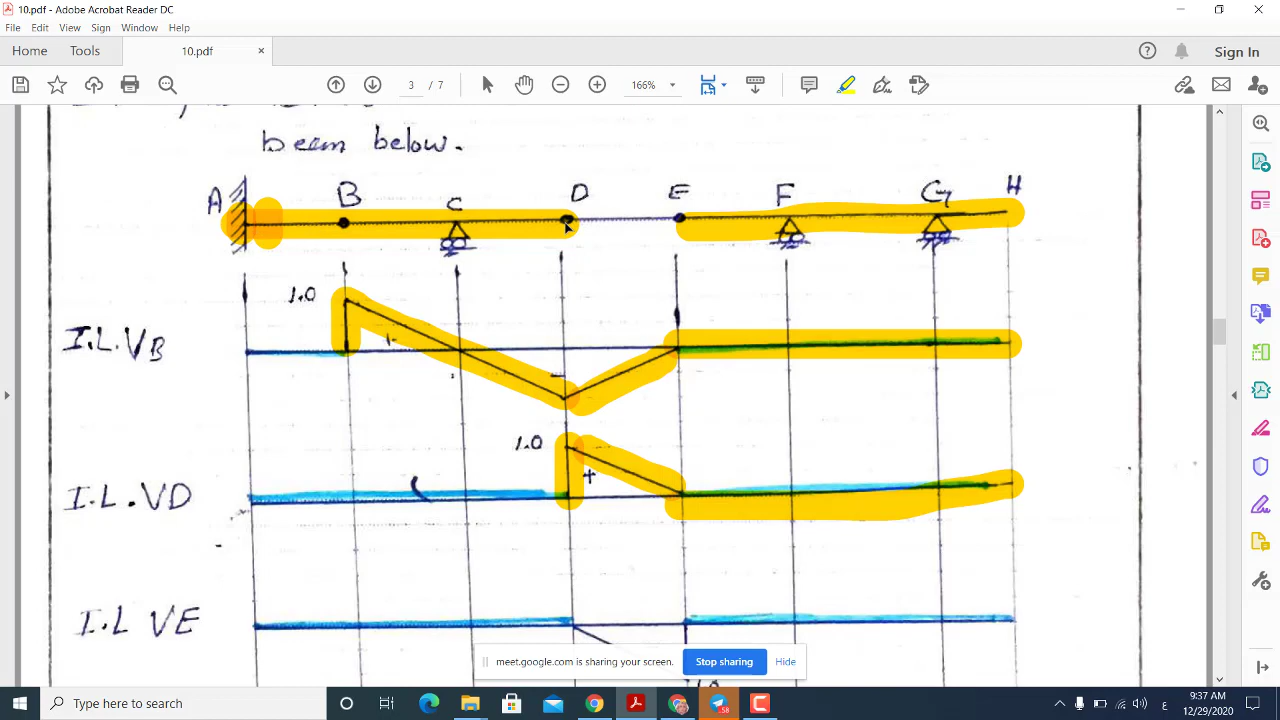 10.pdf - Adobe Acrobat Reader DC
File Edit View Sign Window Help
Home Tools 10.pdf × Sign In
3 / 7 166%
beem below.
A B C D E F G H
1.0
+
I.L.VB
-
1.0
+
I.L.VD
I.L VE
meet.google.com is sharing your screen. Stop sharing Hide
Type here to search
58
9:37 AM
12/29/2020